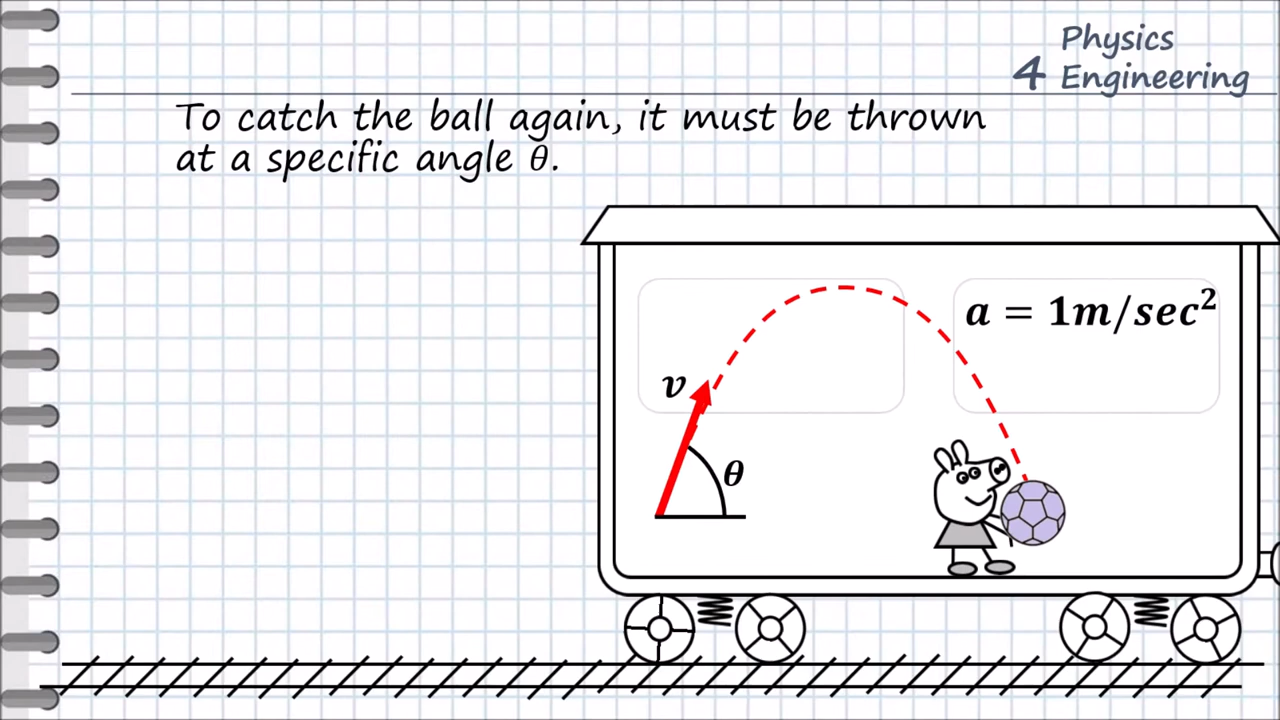 Physics
4 Engineering
To catch the ball again, it must be thrown
at a specific angle θ.
a = 1m/sec²
v
θ